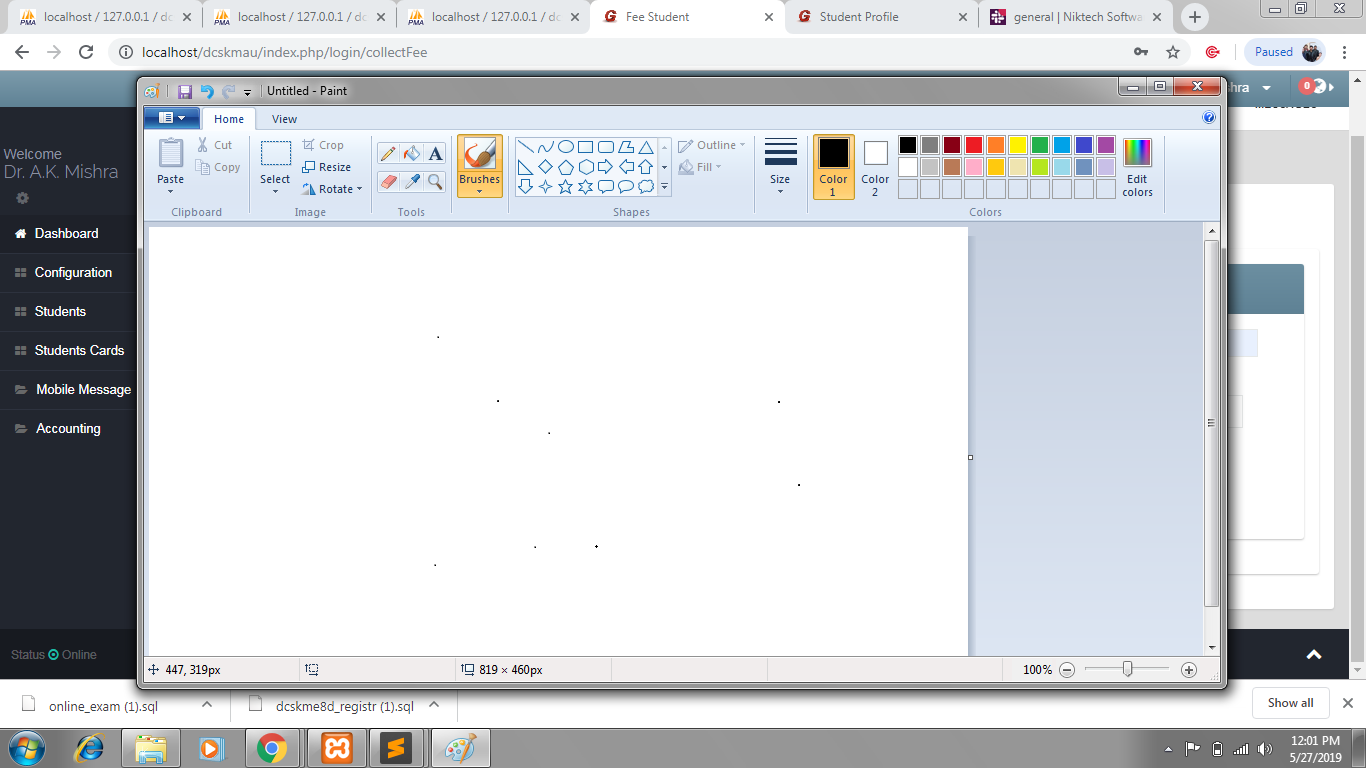 localhost / 127.0.0.1 / dc
localhost / 127.0.0.1 / dc
localhost / 127.0.0.1 / dc
Fee Student
Student Profile
general | Niktech Softwa
localhost/dcskmau/index.php/login/collectFee
Paused
Untitled - Paint
shra
0
Home
View
Paste
Cut
Copy
Clipboard
Select
Crop
Resize
Rotate
Image
A
Tools
Brushes
Outline
Fill
Shapes
Size
Color 1
Color 2
Edit colors
Colors
Welcome
Dr. A.K. Mishra
Dashboard
Configuration
Students
Students Cards
Mobile Message
Accounting
Status Online
447, 319px
819 × 460px
100%
online_exam (1).sql
dcskme8d_registr (1).sql
Show all
12:01 PM
5/27/2019